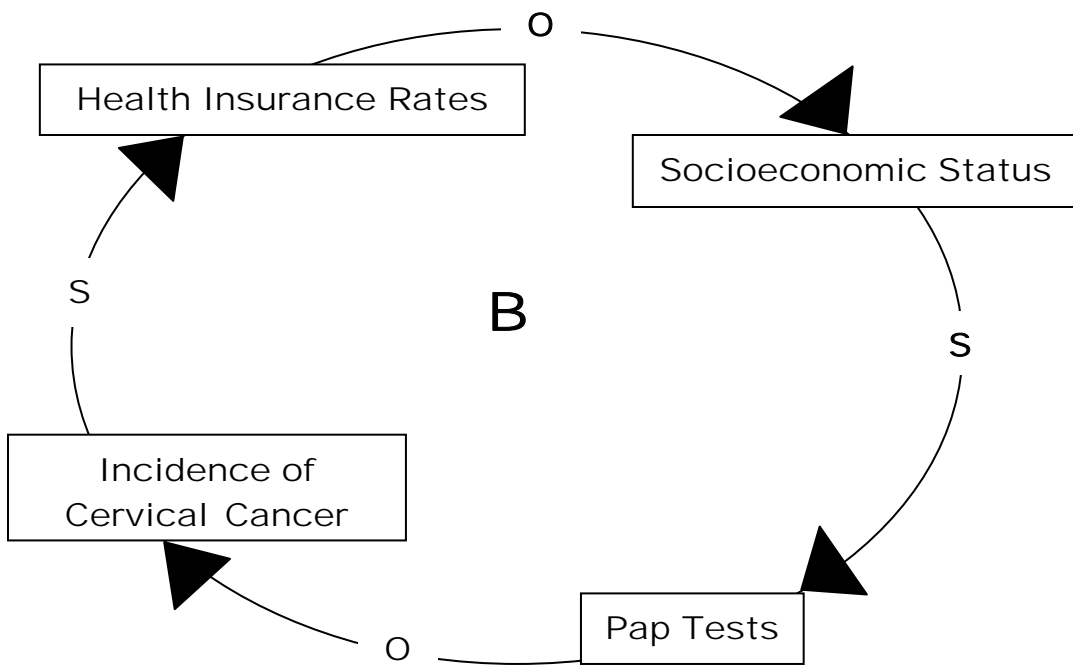 O
Health Insurance Rates
Socioeconomic Status
S
B
S
Incidence of
Cervical Cancer
Pap Tests
O